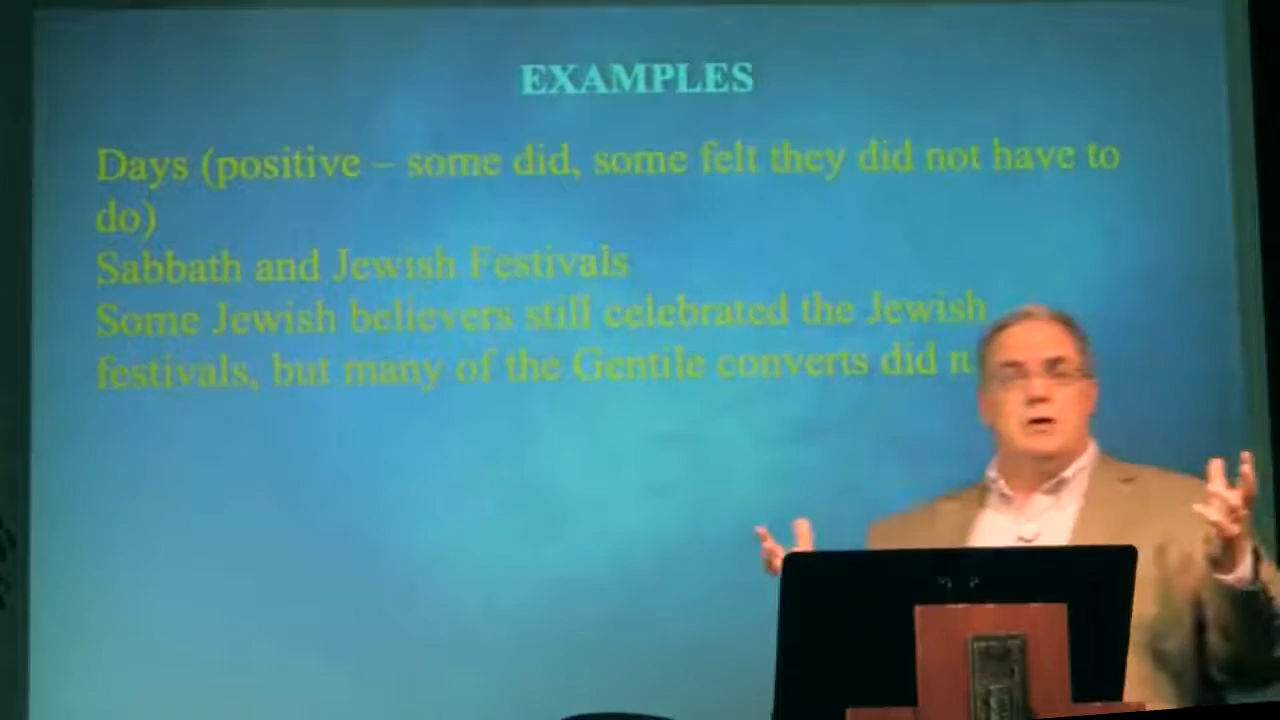 EXAMPLES
Days (positive – some did, some felt they did not have to
do)
Sabbath and Jewish Festivals
Some Jewish believers still celebrated the Jewish
festivals, but many of the Gentile converts did